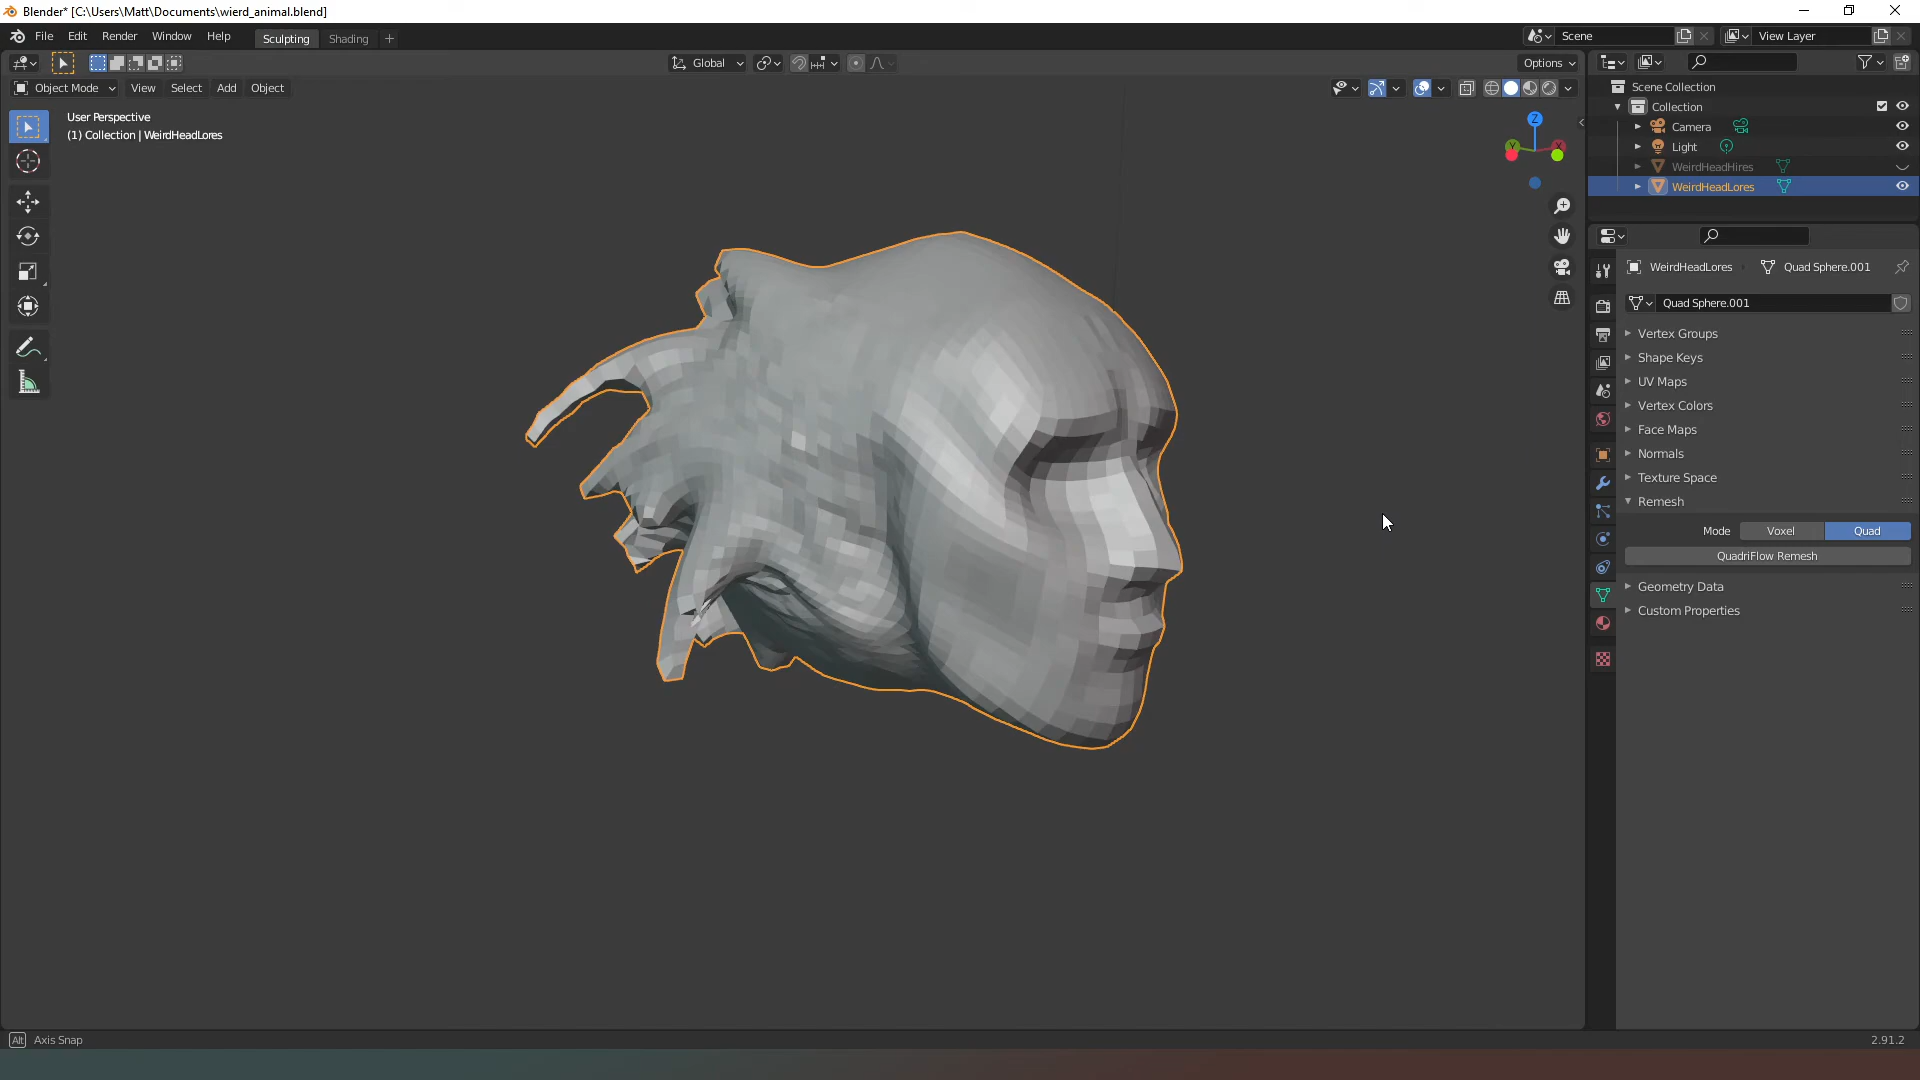 Blender* [C:\Users\Matt\Documents\wierd_animal.blend]
File Edit Render Window Help Sculpting Shading + Scene View Layer
Global Options
Object Mode View Select Add Object
User Perspective
(1) Collection | WeirdHeadLores
Z
Y X
Scene Collection
Collection
Camera
Light
WeirdHeadHires
WeirdHeadLores
WeirdHeadLores Quad Sphere.001
Quad Sphere.001
Vertex Groups
Shape Keys
UV Maps
Vertex Colors
Face Maps
Normals
Texture Space
Remesh
Mode Voxel Quad
QuadriFlow Remesh
Geometry Data
Custom Properties
Alt Axis Snap 2.91.2